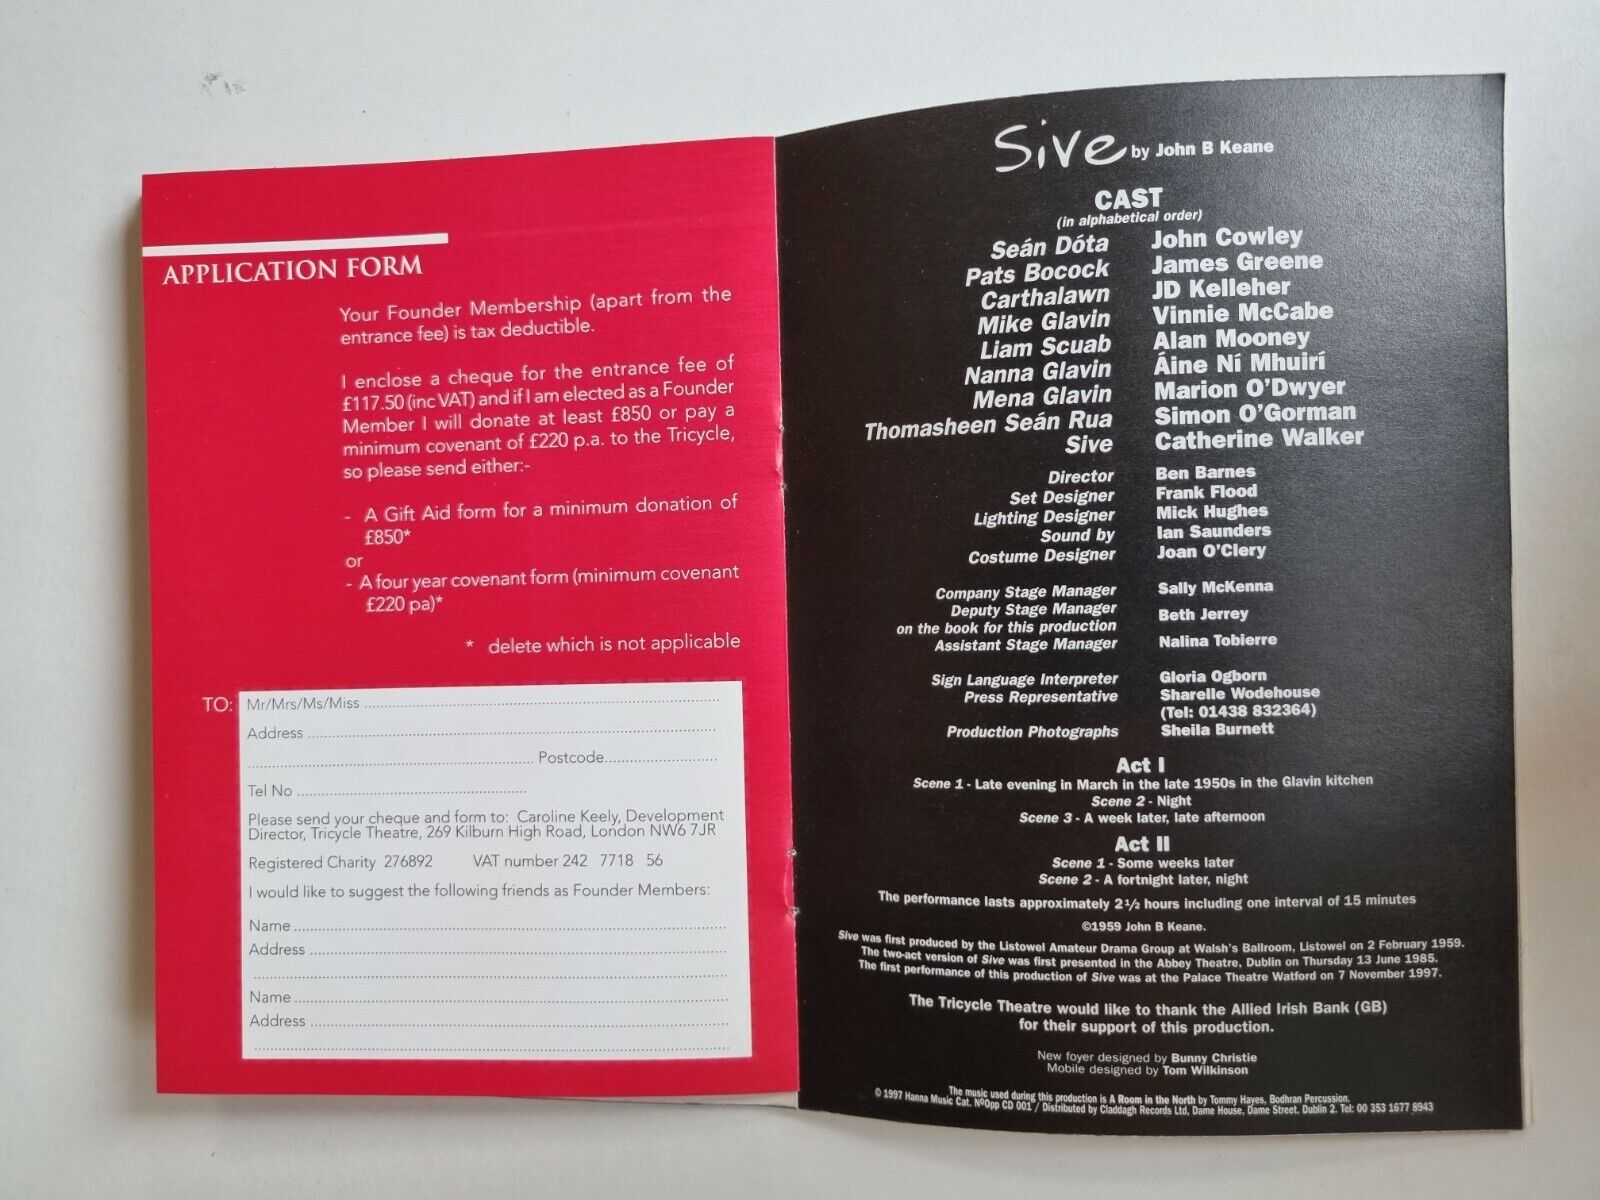 APPLICATION FORM
Your Founder Membership (apart from the
entrance fee) is tax deductible.
I enclose a cheque for the entrance fee of
£117.50 (inc VAT) and if I am elected as a Founder
Member I will donate at least £850 or pay a
minimum covenant of £220 p.a. to the Tricycle,
so please send either:-
- A Gift Aid form for a minimum donation of
£850*
or
- A four year covenant form (minimum covenant
£220 pa)*
* delete which is not applicable
TO: Mr/Mrs/Ms/Miss
Address
Postcode
Tel No
Please send your cheque and form to: Caroline Keely, Development
Director, Tricycle Theatre, 269 Kilburn High Road, London NW6 7JR
Registered Charity 276892 VAT number 242 7718 56
I would like to suggest the following friends as Founder Members:
Name
Address
Name
Address
Sive by John B Keane
CAST
(in alphabetical order)
Seán Dóta John Cowley
Pats Bocock James Greene
Carthalawn JD Kelleher
Mike Glavin Vinnie McCabe
Liam Scuab Alan Mooney
Nanna Glavin Áine Ní Mhuirí
Mena Glavin Marion O'Dwyer
Thomasheen Seán Rua Simon O'Gorman
Sive Catherine Walker
Director Ben Barnes
Set Designer Frank Flood
Lighting Designer Mick Hughes
Sound by Ian Saunders
Costume Designer Joan O'Clery
Company Stage Manager Sally McKenna
Deputy Stage Manager
on the book for this production Beth Jerrey
Assistant Stage Manager Nalina Tobierre
Sign Language Interpreter Gloria Ogborn
Press Representative Sharelle Wodehouse
(Tel: 01438 832364)
Production Photographs Sheila Burnett
Act I
Scene 1 - Late evening in March in the late 1950s in the Glavin kitchen
Scene 2 - Night
Scene 3 - A week later, late afternoon
Act II
Scene 1 - Some weeks later
Scene 2 - A fortnight later, night
The performance lasts approximately 2½ hours including one interval of 15 minutes
©1959 John B Keane.
Sive was first produced by the Listowel Amateur Drama Group at Walsh's Ballroom, Listowel on 2 February 1959.
The two-act version of Sive was first presented in the Abbey Theatre, Dublin on Thursday 13 June 1985.
The first performance of this production of Sive was at the Palace Theatre Watford on 7 November 1997.
The Tricycle Theatre would like to thank the Allied Irish Bank (GB)
for their support of this production.
New foyer designed by Bunny Christie
Mobile designed by Tom Wilkinson
The music used during this production is A Room in the North by Tommy Hayes, Bodhran Percussion.
© 1997 Hanna Music Cat. NºOpp CD 001 / Distributed by Claddagh Records Ltd, Dame House, Dame Street, Dublin 2. Tel: 00 353 1677 8943